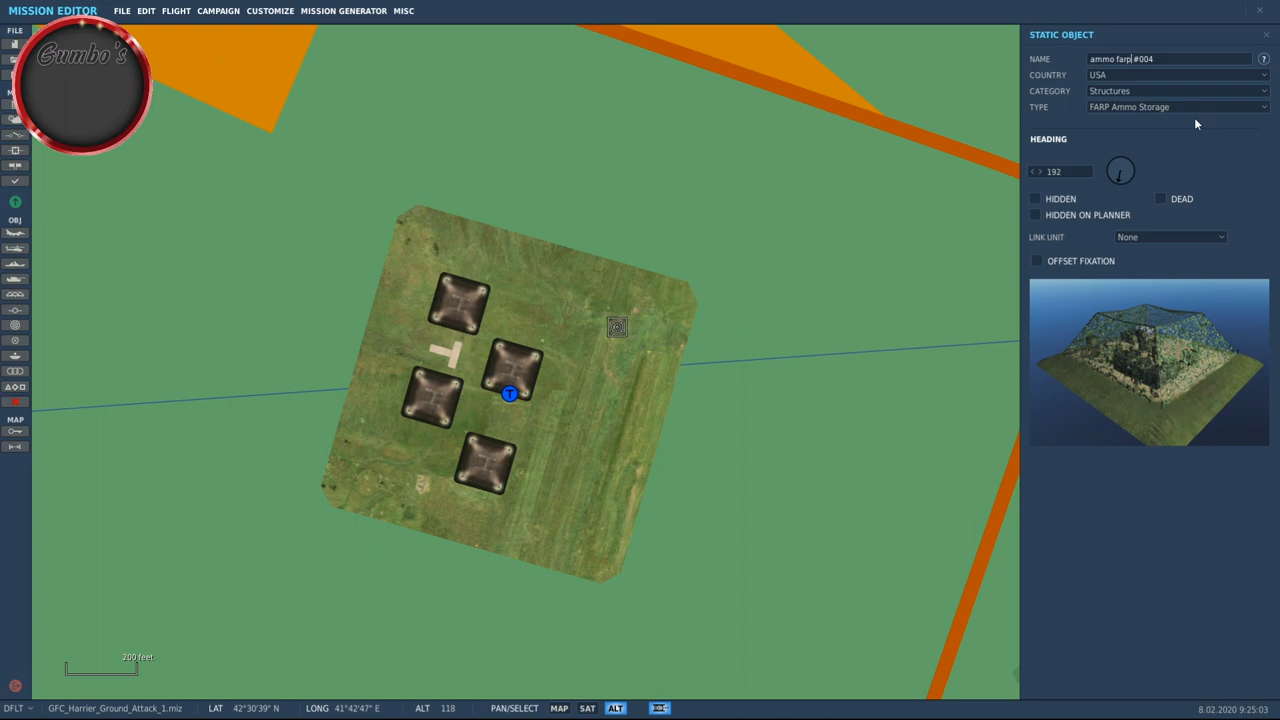 MISSION EDITOR FILE EDIT FLIGHT CAMPAIGN CUSTOMIZE MISSION GENERATOR MISC
FILE
Gumbo's
OBJ
MAP
STATIC OBJECT
NAME ammo farp#004 ?
COUNTRY USA
CATEGORY Structures
TYPE FARP Ammo Storage
HEADING
< > 192
HIDDEN DEAD
HIDDEN ON PLANNER
LINK UNIT None
OFFSET FIXATION
T
200 feet
DFLT GFC_Harrier_Ground_Attack_1.miz LAT 42°30'39" N LONG 41°42'47" E ALT 118 PAN/SELECT MAP SAT ALT 8.02.2020 9:25:03